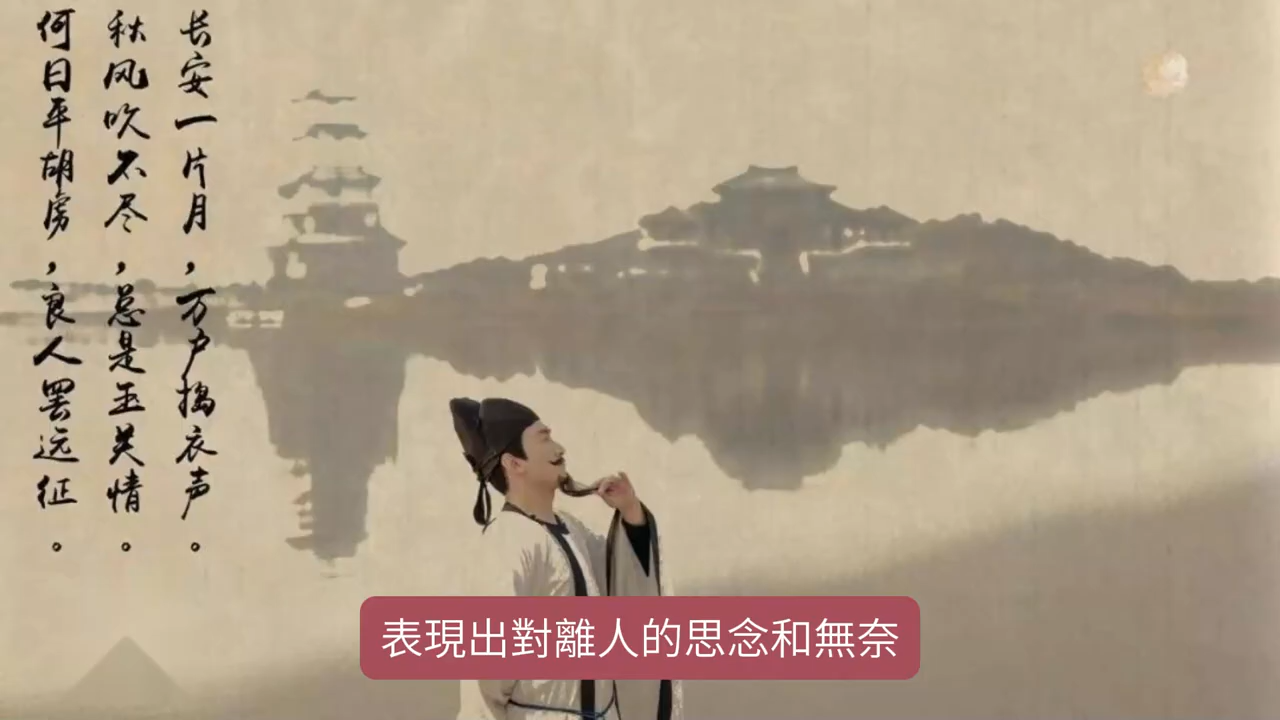 长安一片月，万户捣衣声。
秋风吹不尽，总是玉关情。
何日平胡虏，良人罢远征。
表現出對離人的思念和無奈